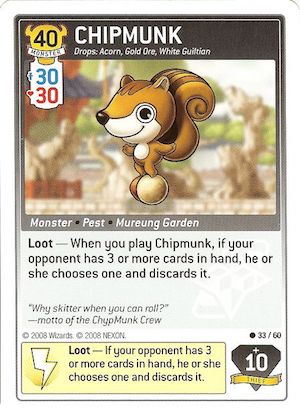 40
MONSTER
CHIPMUNK
Drops: Acorn, Gold Ore, White Guiltian
30
30
Monster • Pest • Mureung Garden
Loot — When you play Chipmunk, if your
opponent has 3 or more cards in hand, he or
she chooses one and discards it.
"Why skitter when you can roll?"
—motto of the ChypMunk Crew
© 2008 Wizards. © 2008 NEXON.
● 33 / 60
Loot — If your opponent has 3
or more cards in hand, he or she
chooses one and discards it.
10
THIEF